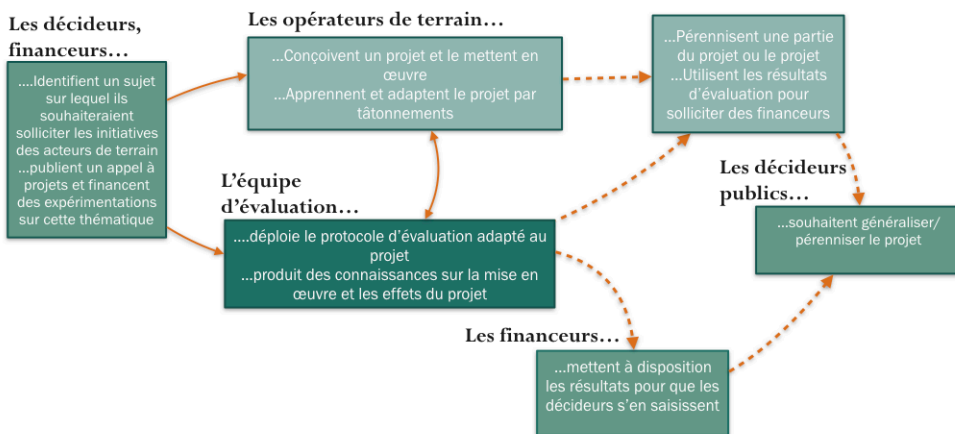 Les décideurs,
financeurs…
....Identifient un sujet
sur lequel ils
souhaiteraient
solliciter les initiatives
des acteurs de terrain
...publient un appel à
projets et financent
des expérimentations
sur cette thématique
Les opérateurs de terrain…
...Conçoivent un projet et le mettent en
œuvre
...Apprennent et adaptent le projet par
tâtonnements
...Pérennisent une partie
du projet ou le projet
...Utilisent les résultats
d'évaluation pour
solliciter des financeurs
L'équipe
d'évaluation…
....déploie le protocole d'évaluation adapté au
projet
...produit des connaissances sur la mise en
œuvre et les effets du projet
Les décideurs
publics…
...souhaitent généraliser/
pérenniser le projet
Les financeurs…
...mettent à disposition
les résultats pour que les
décideurs s'en saisissent